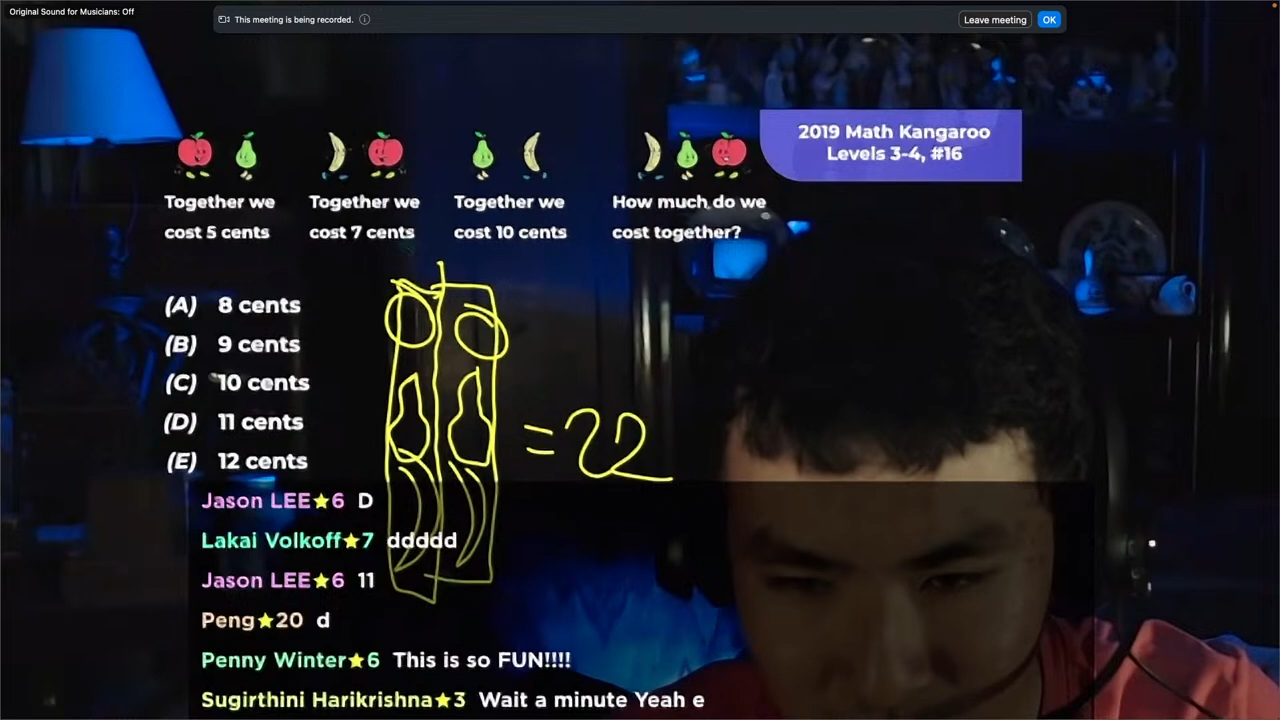 Original Sound for Musicians: Off
This meeting is being recorded.
Leave meeting
OK
2019 Math Kangaroo
Levels 3-4, #16
Together we
cost 5 cents
Together we
cost 7 cents
Together we
cost 10 cents
How much do we
cost together?
(A) 8 cents
(B) 9 cents
(C) 10 cents
(D) 11 cents
(E) 12 cents
=22
Jason LEE★6 D
Lakai Volkoff★7 ddddd
Jason LEE★6 11
Peng★20 d
Penny Winter★6 This is so FUN!!!!
Sugirthini Harikrishna★3 Wait a minute Yeah e